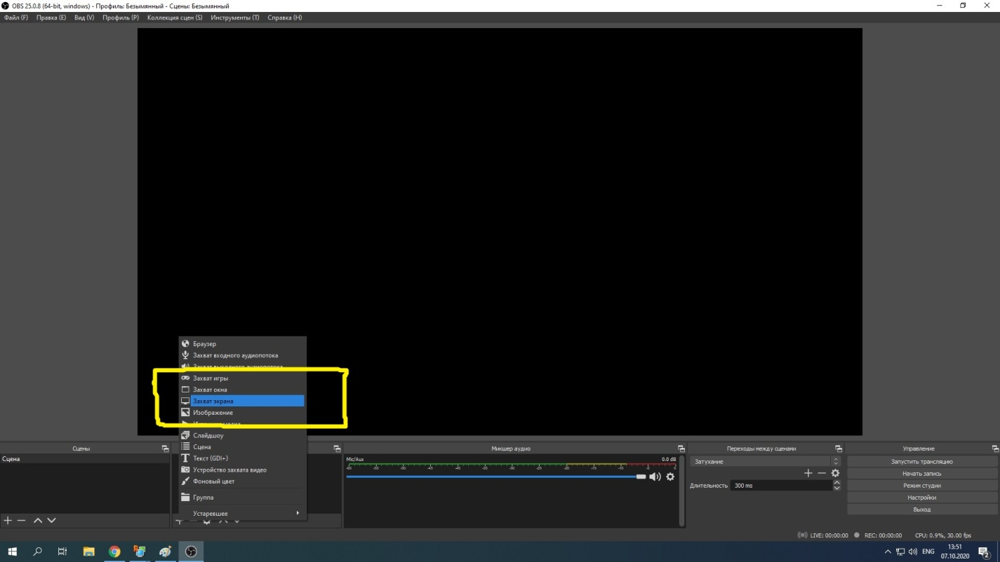 OBS 25.0.8 (64-bit, windows) - Профиль: Безымянный - Сцены: Безымянный
Файл (F) Правка (E) Вид (V) Профиль (P) Коллекция сцен (S) Инструменты (T) Справка (H)
Браузер
Захват входного аудиопотока
Захват выходного аудиопотока
Захват игры
Захват окна
Захват экрана
Изображение
Слайдшоу
Сцена
Текст (GDI+)
Устройство захвата видео
Фоновый цвет
Группа
Устаревшее
Сцены
Сцена
Микшер аудио
Mic/Aux 0.0 dB
-60 -55 -50 -45 -40 -35 -30 -25 -20 -15 -10 -5 0
Переходы между сценами
Затухание
Длительность 300 ms
Управление
Запустить трансляцию
Начать запись
Режим студии
Настройки
Выход
LIVE: 00:00:00 REC: 00:00:00 CPU: 0.9%, 30.00 fps
ENG
13:51
07.10.2020
2